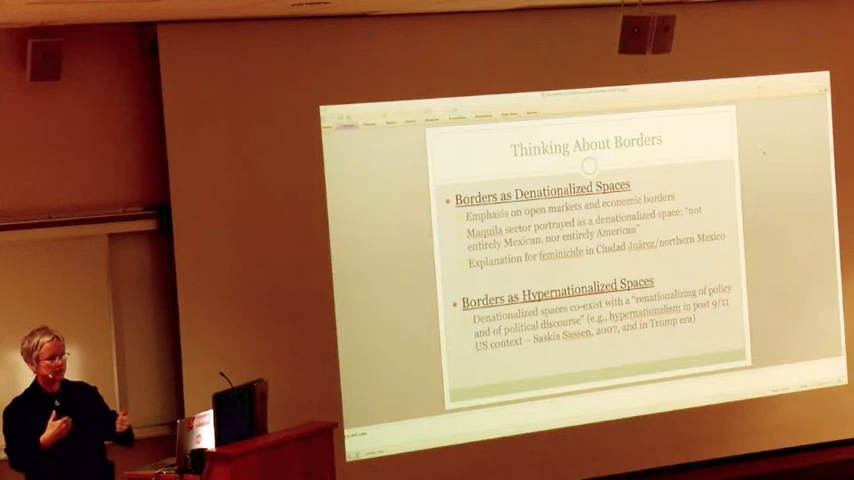 Thinking About Borders
Borders as Denationalized Spaces
Emphasis on open markets and economic borders
Maquila sector portrayed as a denationalized space: "not
entirely Mexican, nor entirely American"
Explanation for feminicide in Ciudad Juárez/northern Mexico
Borders as Hypernationalized Spaces
Denationalized spaces co-exist with a "renationalizing of policy
and of political discourse" (e.g., hypernationalism in post 9/11
US context – Saskia Sassen, 2007, and in Trump era)